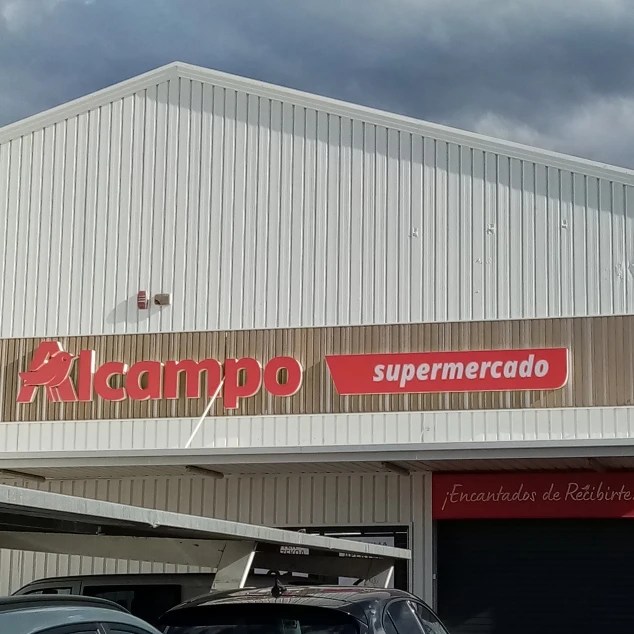 Alcampo
supermercado
¡Encantados de Recibirte!